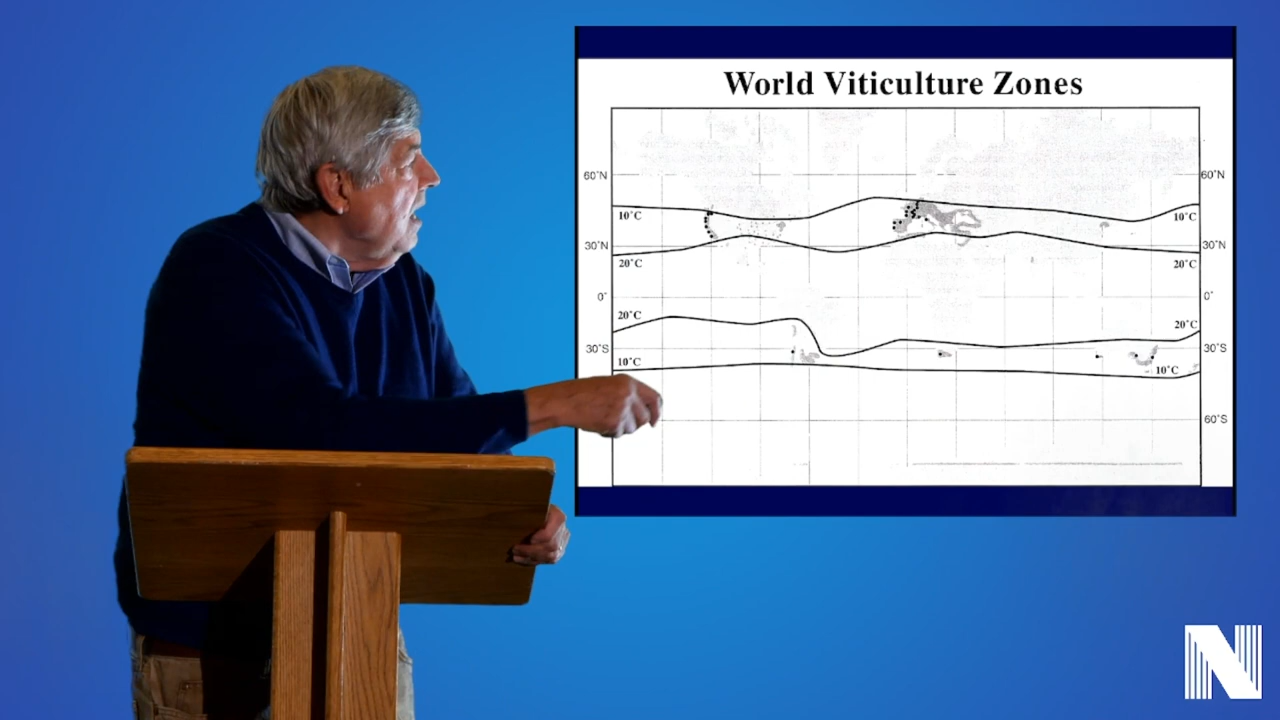 World Viticulture Zones
60°N 60°N
10°C 10°C
30°N 30°N
20°C 20°C
0° 0°
20°C 20°C
30°S 30°S
10°C 10°C
60°S
N